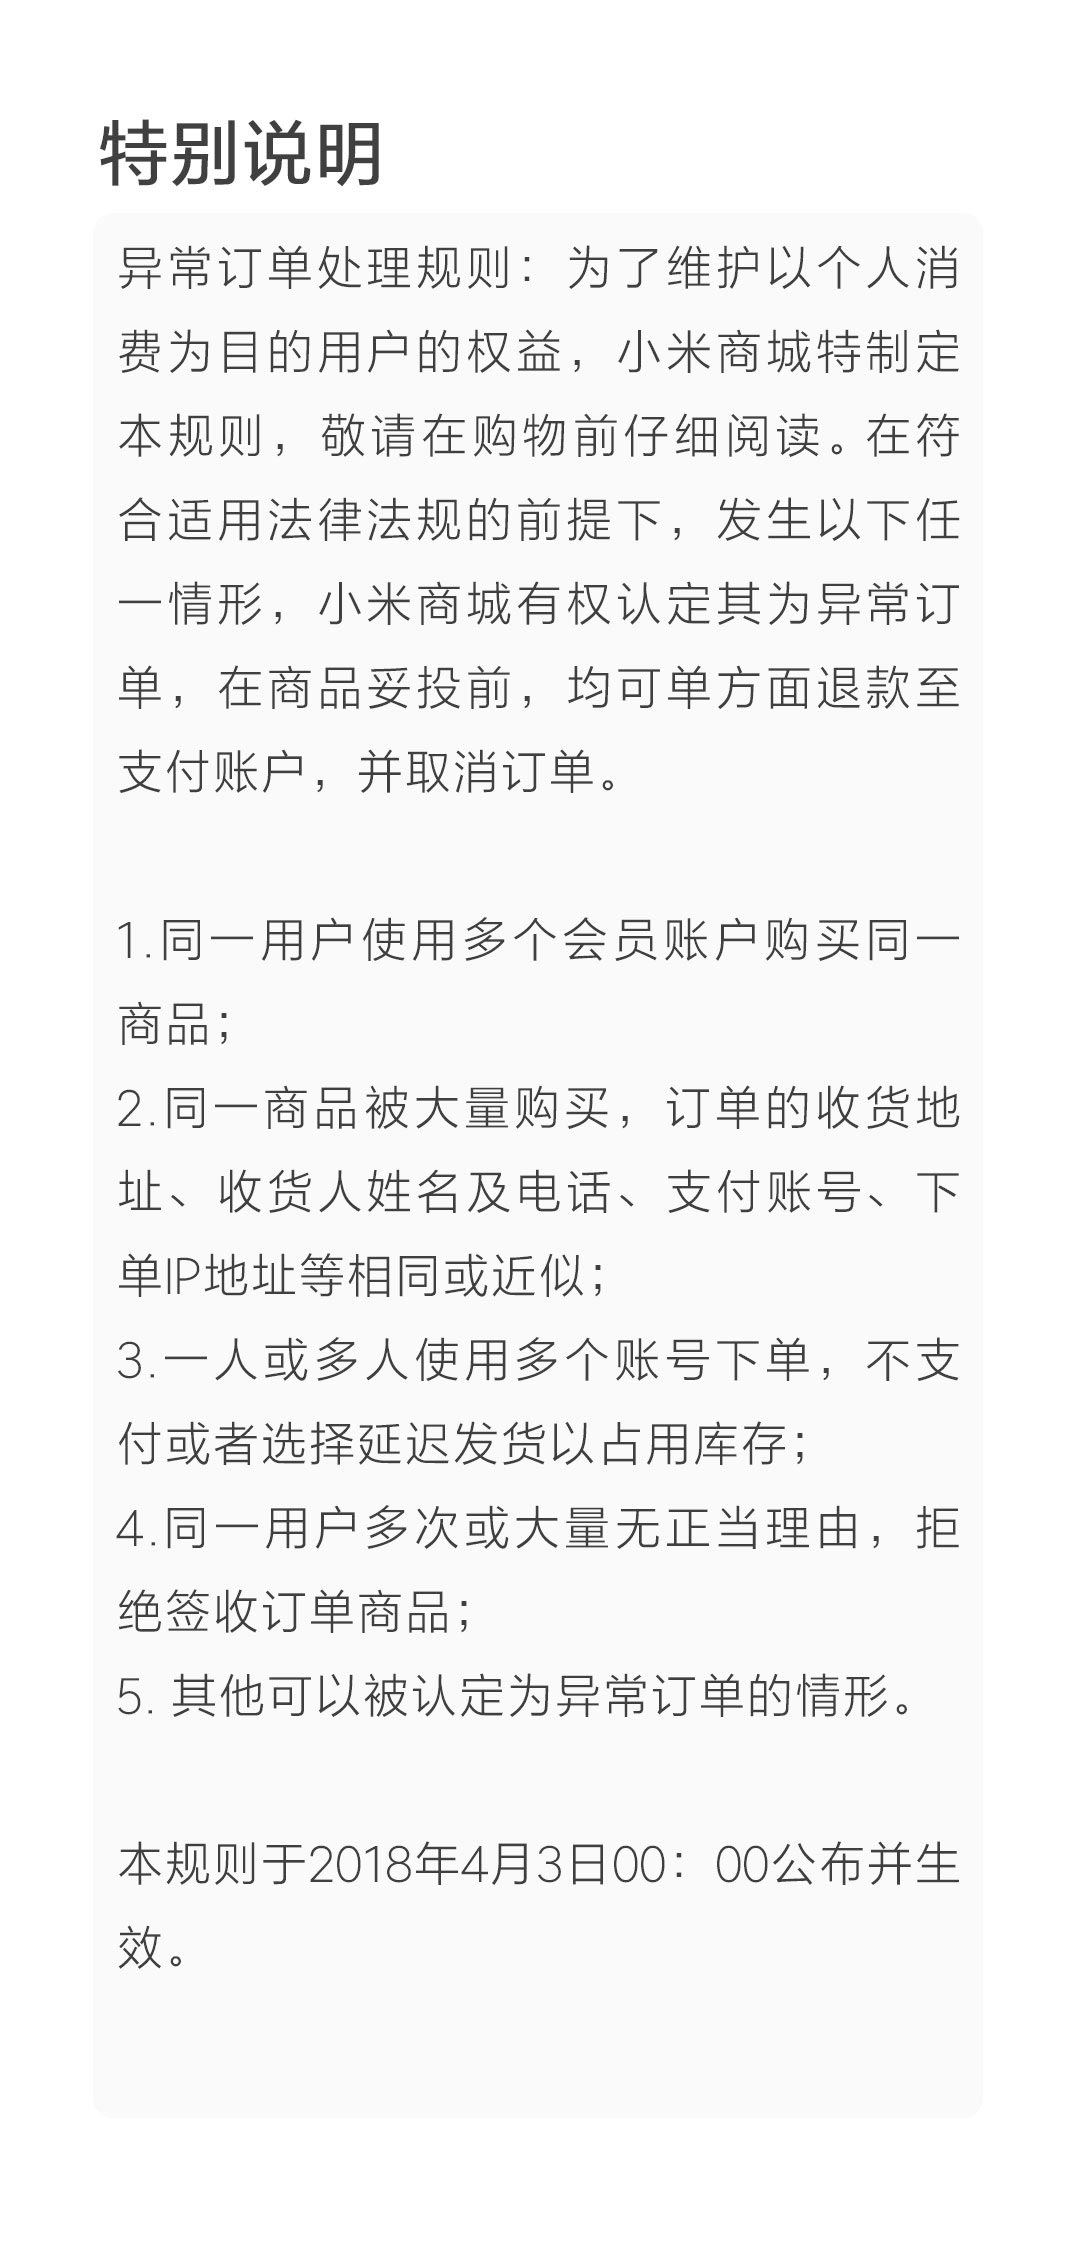 特别说明
异常订单处理规则：为了维护以个人消
费为目的用户的权益，小米商城特制定
本规则，敬请在购物前仔细阅读。在符
合适用法律法规的前提下，发生以下任
一情形，小米商城有权认定其为异常订
单，在商品妥投前，均可单方面退款至
支付账户，并取消订单。
1.同一用户使用多个会员账户购买同一
商品；
2.同一商品被大量购买，订单的收货地
址、收货人姓名及电话、支付账号、下
单IP地址等相同或近似；
3.一人或多人使用多个账号下单，不支
付或者选择延迟发货以占用库存；
4.同一用户多次或大量无正当理由，拒
绝签收订单商品；
5. 其他可以被认定为异常订单的情形。
本规则于2018年4月3日00：00公布并生
效。